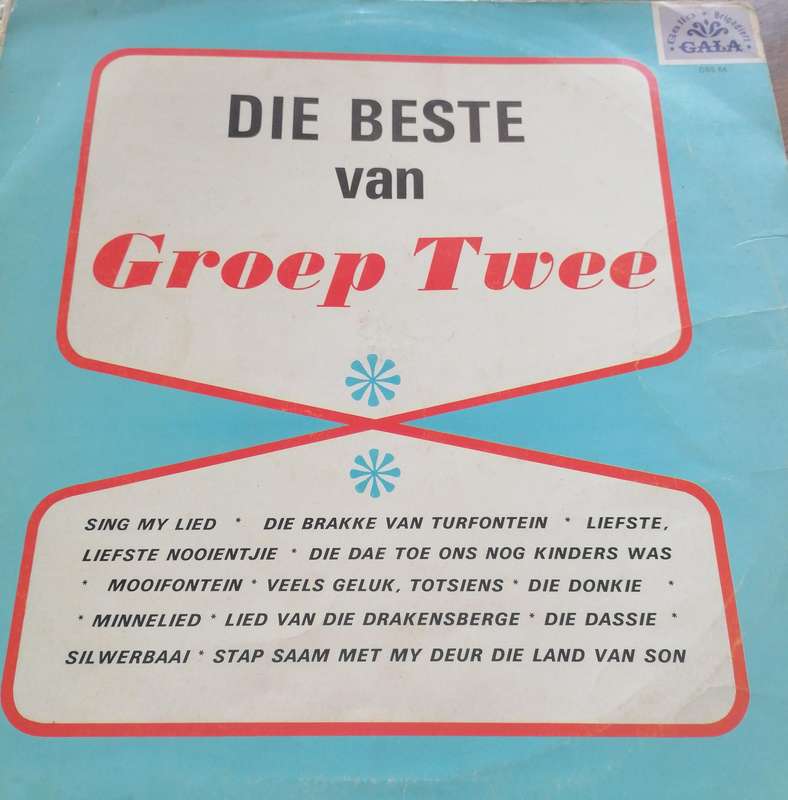 Gallo • Brigadiers
GALA
DIE BESTE
van
Groep Twee
SING MY LIED * DIE BRAKKE VAN TURFONTEIN * LIEFSTE,
LIEFSTE NOOIENTJIE * DIE DAE TOE ONS NOG KINDERS WAS
* MOOIFONTEIN * VEELS GELUK, TOTSIENS * DIE DONKIE *
* MINNELIED * LIED VAN DIE DRAKENSBERGE * DIE DASSIE *
SILWERBAAI * STAP SAAM MET MY DEUR DIE LAND VAN SON